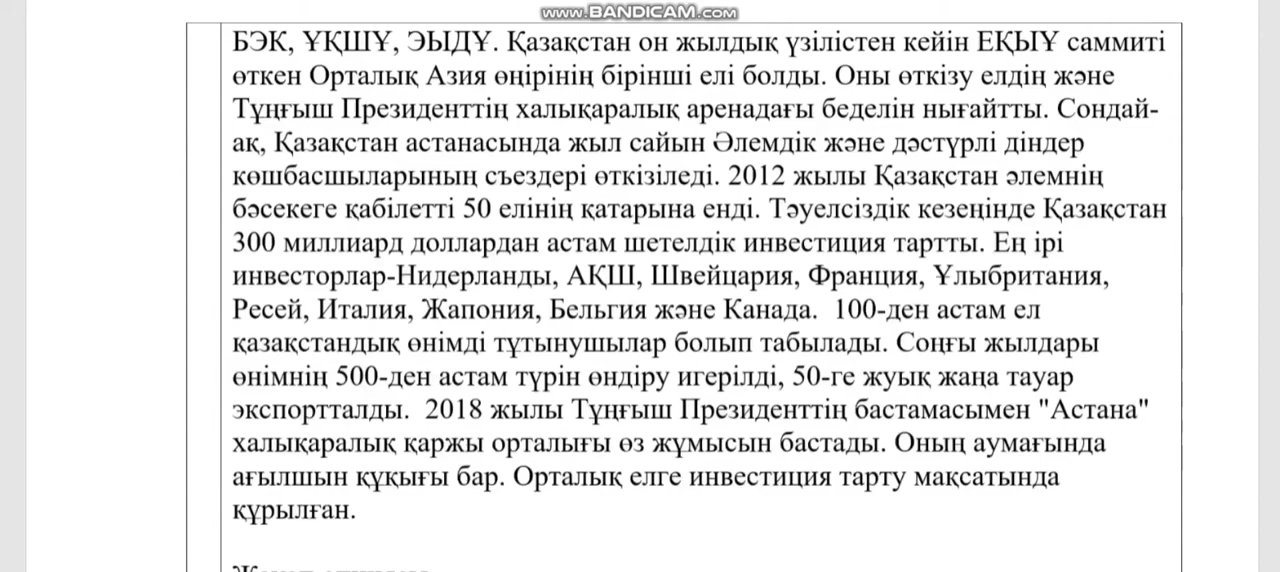 www.BANDICAM.com
БЭК, ҰҚШҰ, ЭЫДҰ. Қазақстан он жылдық үзілістен кейін ЕҚЫҰ саммиті
өткен Орталық Азия өңірінің бірінші елі болды. Оны өткізу елдің және
Тұңғыш Президенттің халықаралық аренадағы беделін нығайтты. Сондай-
ақ, Қазақстан астанасында жыл сайын Әлемдік және дәстүрлі діндер
көшбасшыларының съездері өткізіледі. 2012 жылы Қазақстан әлемнің
бәсекеге қабілетті 50 елінің қатарына енді. Тәуелсіздік кезеңінде Қазақстан
300 миллиард доллардан астам шетелдік инвестиция тартты. Ең ірі
инвесторлар-Нидерланды, АҚШ, Швейцария, Франция, Ұлыбритания,
Ресей, Италия, Жапония, Бельгия және Канада.  100-ден астам ел
қазақстандық өнімді тұтынушылар болып табылады. Соңғы жылдары
өнімнің 500-ден астам түрін өндіру игерілді, 50-ге жуық жаңа тауар
экспортталды.  2018 жылы Тұңғыш Президенттің бастамасымен "Астана"
халықаралық қаржы орталығы өз жұмысын бастады. Оның аумағында
ағылшын құқығы бар. Орталық елге инвестиция тарту мақсатында
құрылған.